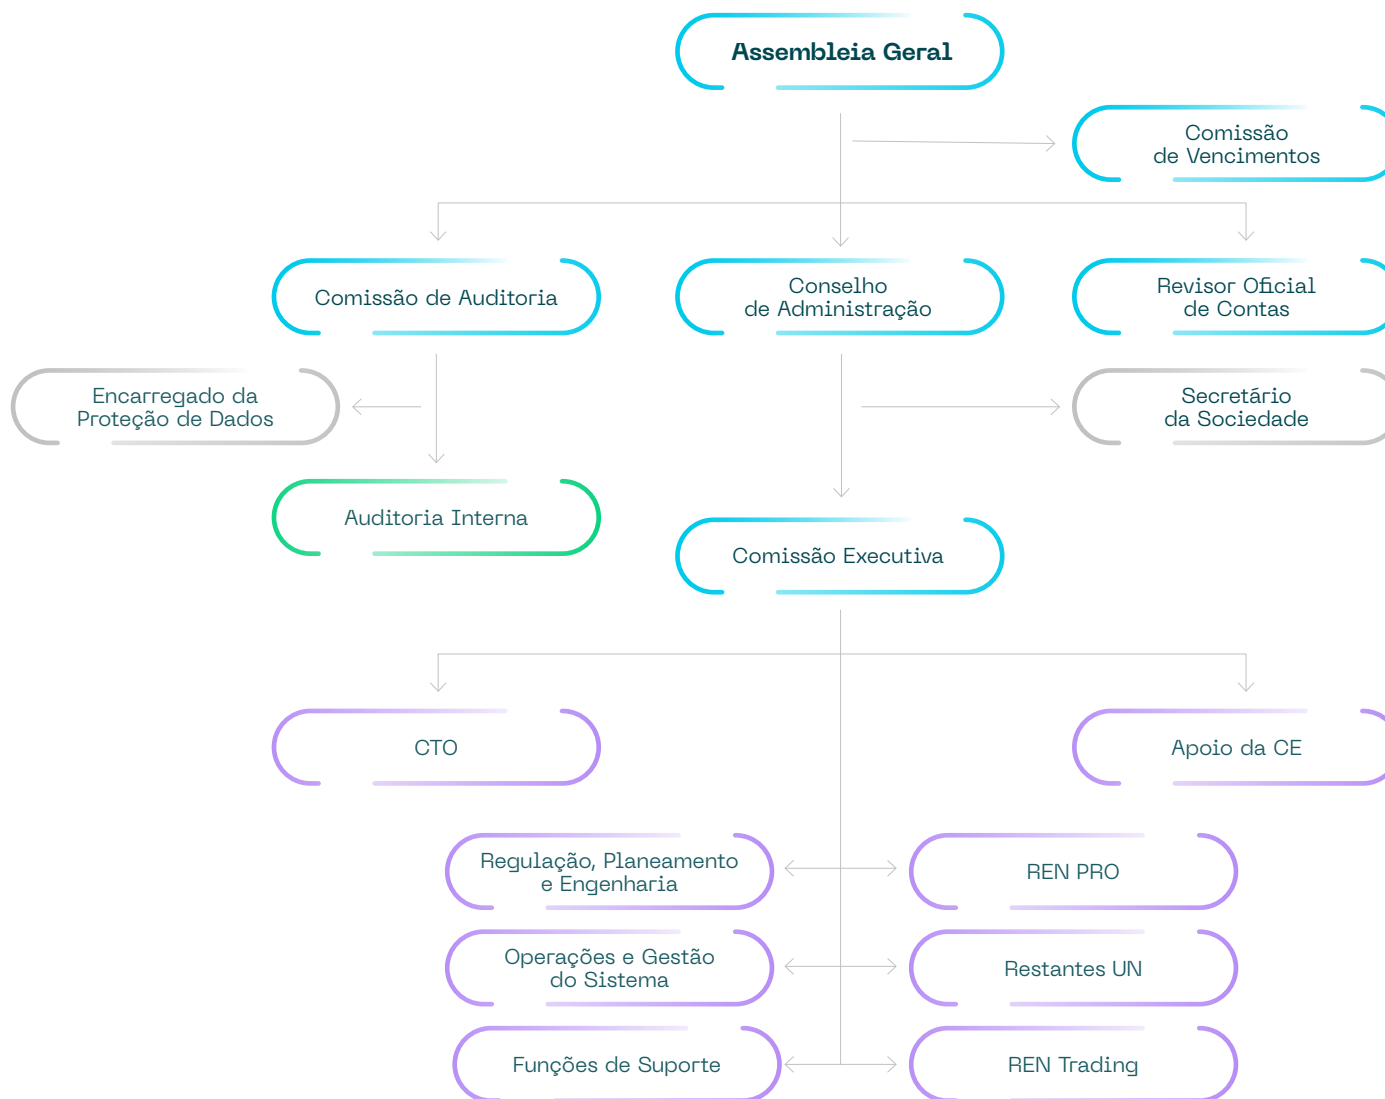 Assembleia Geral
Comissão
de Vencimentos
Comissão de Auditoria
Conselho
de Administração
Revisor Oficial
de Contas
Encarregado da
Proteção de Dados
Secretário
da Sociedade
Auditoria Interna
Comissão Executiva
CTO
Apoio da CE
Regulação, Planeamento
e Engenharia
REN PRO
Operações e Gestão
do Sistema
Restantes UN
Funções de Suporte
REN Trading